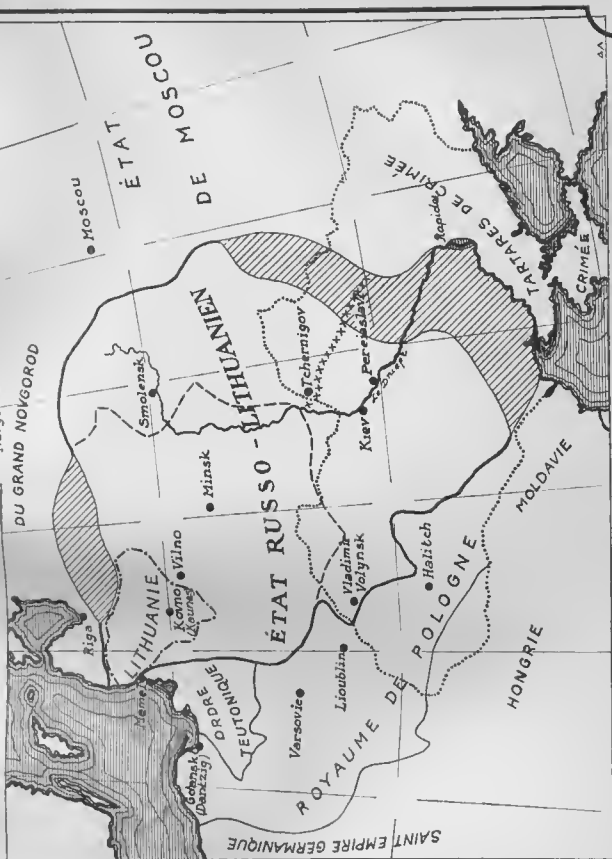 DU GRAND NOVGOROD
ÉTAT
DE MOSCOU
Moscou
Riga
LITHUANIE
Kovno
(Kaunas)
Vilno
Memel
Smolensk
Minsk
ÉTAT RUSSO-LITHUANIEN
Tchernigov
Pereiaslavl
Kiev
Le Dniepr
Rapides
TARTARES DE CRIMÉE
CRIMÉE
ORDRE
TEUTONIQUE
Gdansk
(Dantzig)
Varsovie
Lioublin
Vladimir
Volynsk
Halitch
ROYAUME DE POLOGNE
MOLDAVIE
HONGRIE
SAINT EMPIRE GERMANIQUE